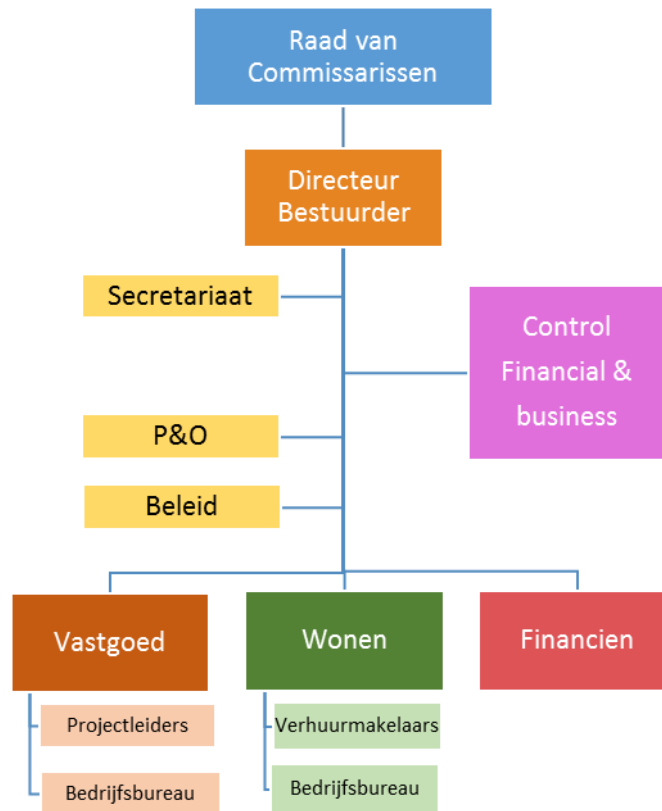 Raad van
Commissarissen
Directeur
Bestuurder
Secretariaat
Control
Financial &
business
P&O
Beleid
Vastgoed
Wonen
Financien
Projectleiders
Verhuurmakelaars
Bedrijfsbureau
Bedrijfsbureau